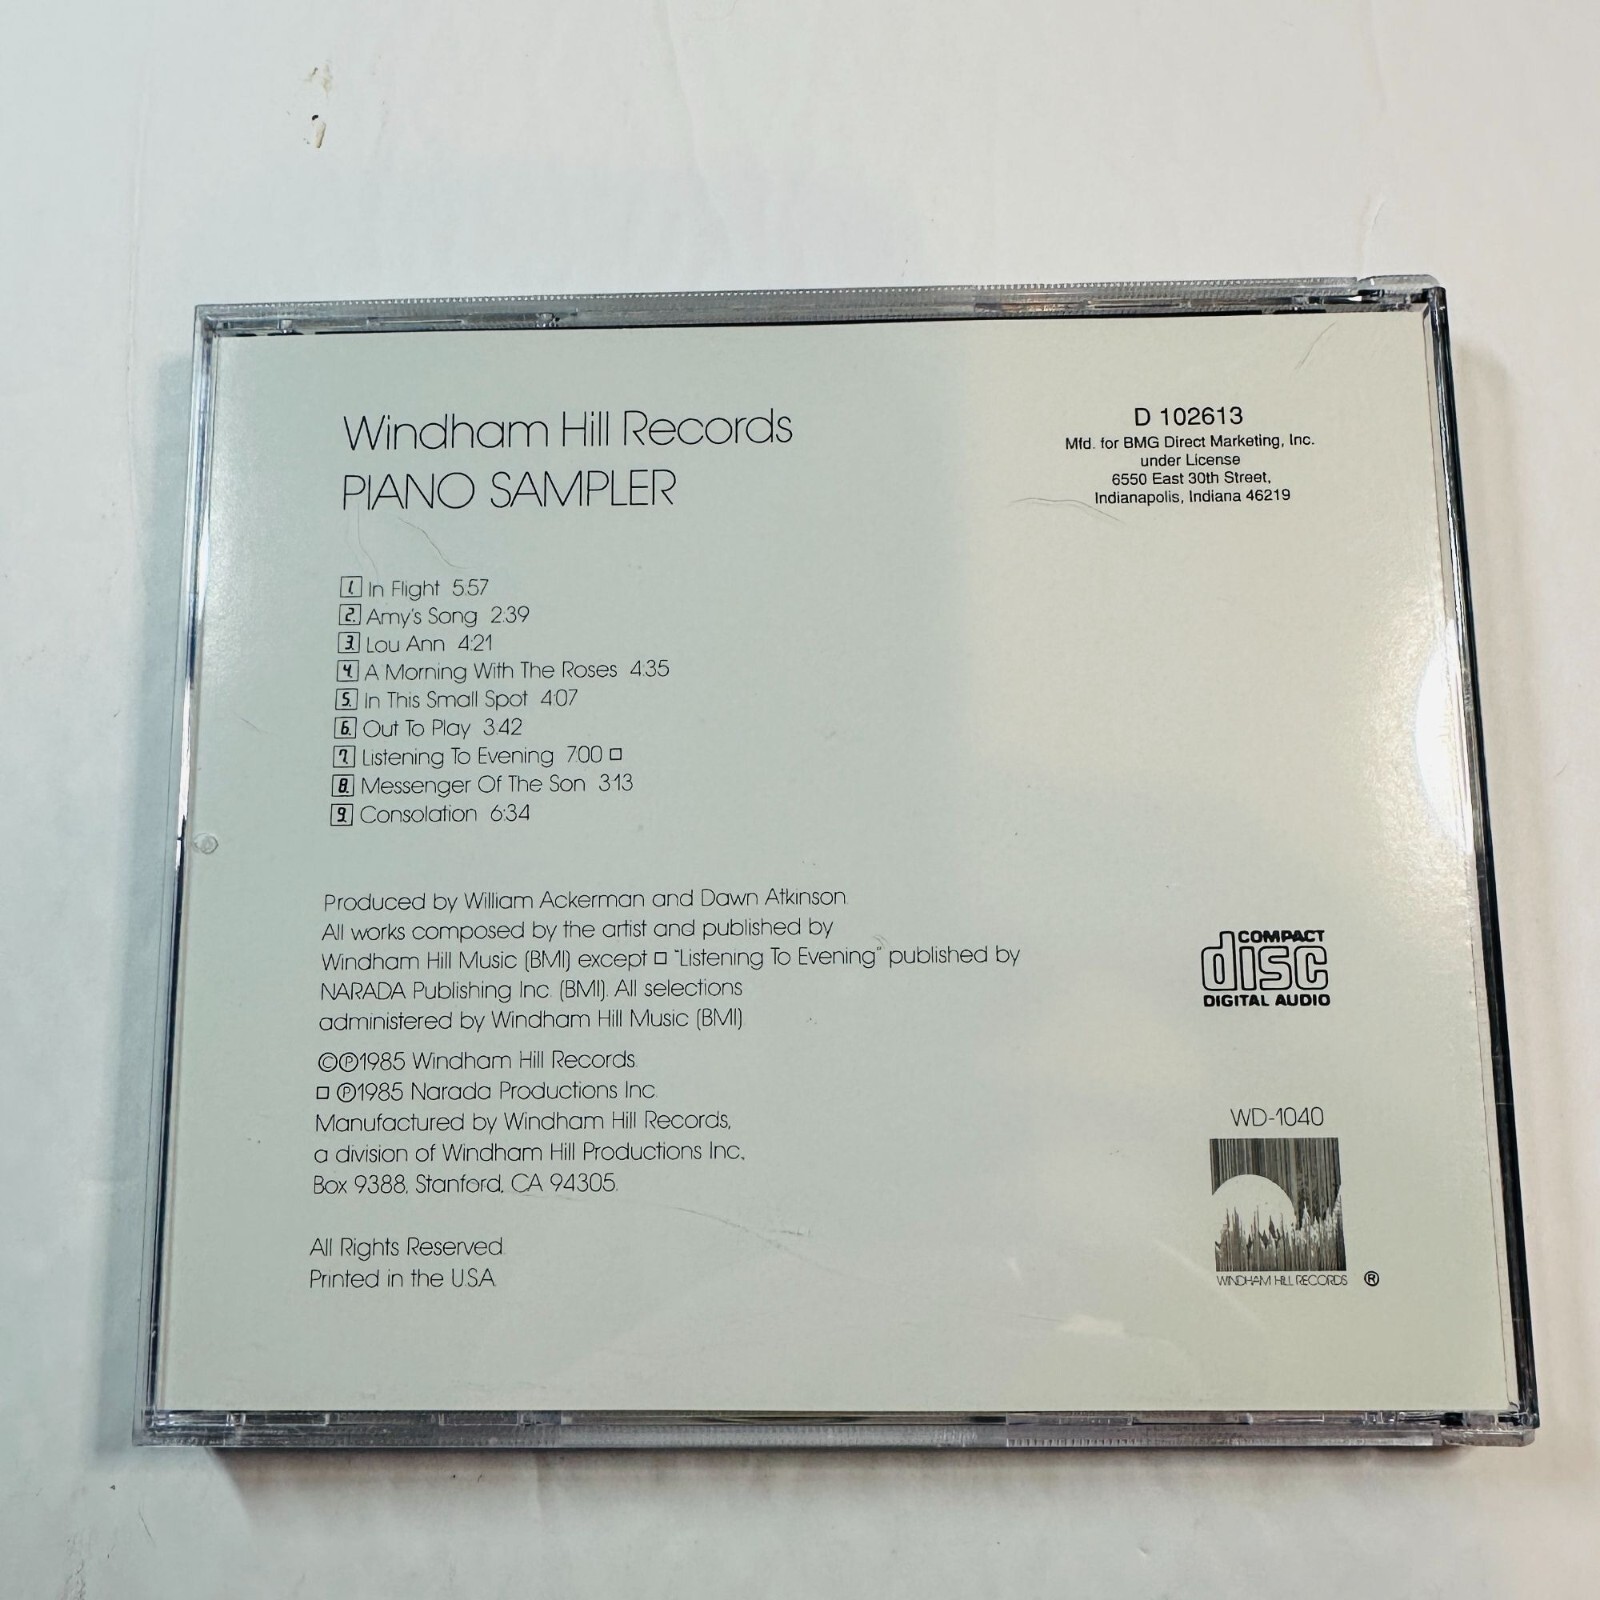 Windham Hill Records
PIANO SAMPLER
D 102613
Mfd. for BMG Direct Marketing, Inc.
under License
6550 East 30th Street,
Indianapolis, Indiana 46219
1. In Flight 5:57
2. Amy's Song 2:39
3. Lou Ann 4:21
4. A Morning With The Roses 4:35
5. In This Small Spot 4:07
6. Out To Play 3:42
7. Listening To Evening 7:00 □
8. Messenger Of The Son 3:13
9. Consolation 6:34
Produced by William Ackerman and Dawn Atkinson.
All works composed by the artist and published by
Windham Hill Music (BMI) except □ "Listening To Evening" published by
NARADA Publishing Inc. (BMI). All selections
administered by Windham Hill Music (BMI).
©℗1985 Windham Hill Records.
□ ℗1985 Narada Productions Inc.
Manufactured by Windham Hill Records,
a division of Windham Hill Productions Inc.,
Box 9388, Stanford, CA 94305.
All Rights Reserved.
Printed in the U.S.A.
COMPACT
disc
DIGITAL AUDIO
WD-1040
WINDHAM HILL RECORDS ®